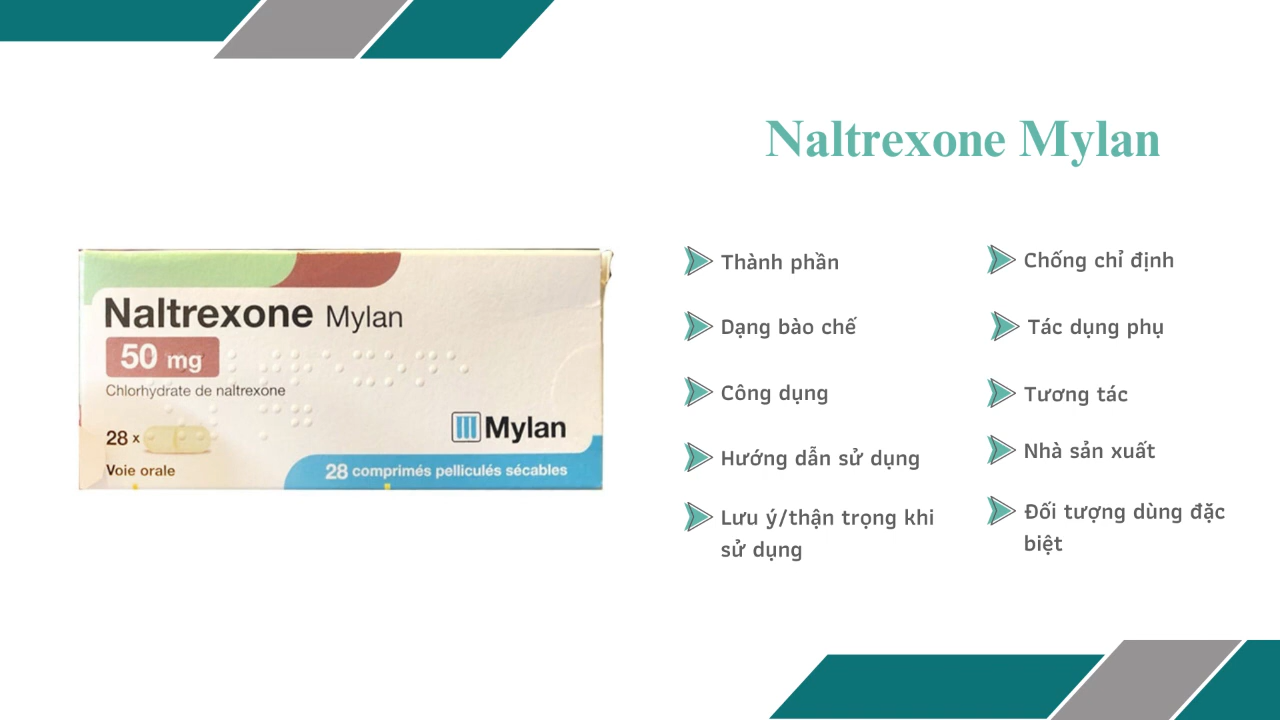 Naltrexone Mylan
Naltrexone Mylan
50 mg
Chlorhydrate de naltrexone
28 x
Voie orale
Mylan
28 comprimés pelliculés sécables
Thành phần
Dạng bào chế
Công dụng
Hướng dẫn sử dụng
Lưu ý/thận trọng khi
sử dụng
Chống chỉ định
Tác dụng phụ
Tương tác
Nhà sản xuất
Đối tượng dùng đặc
biệt